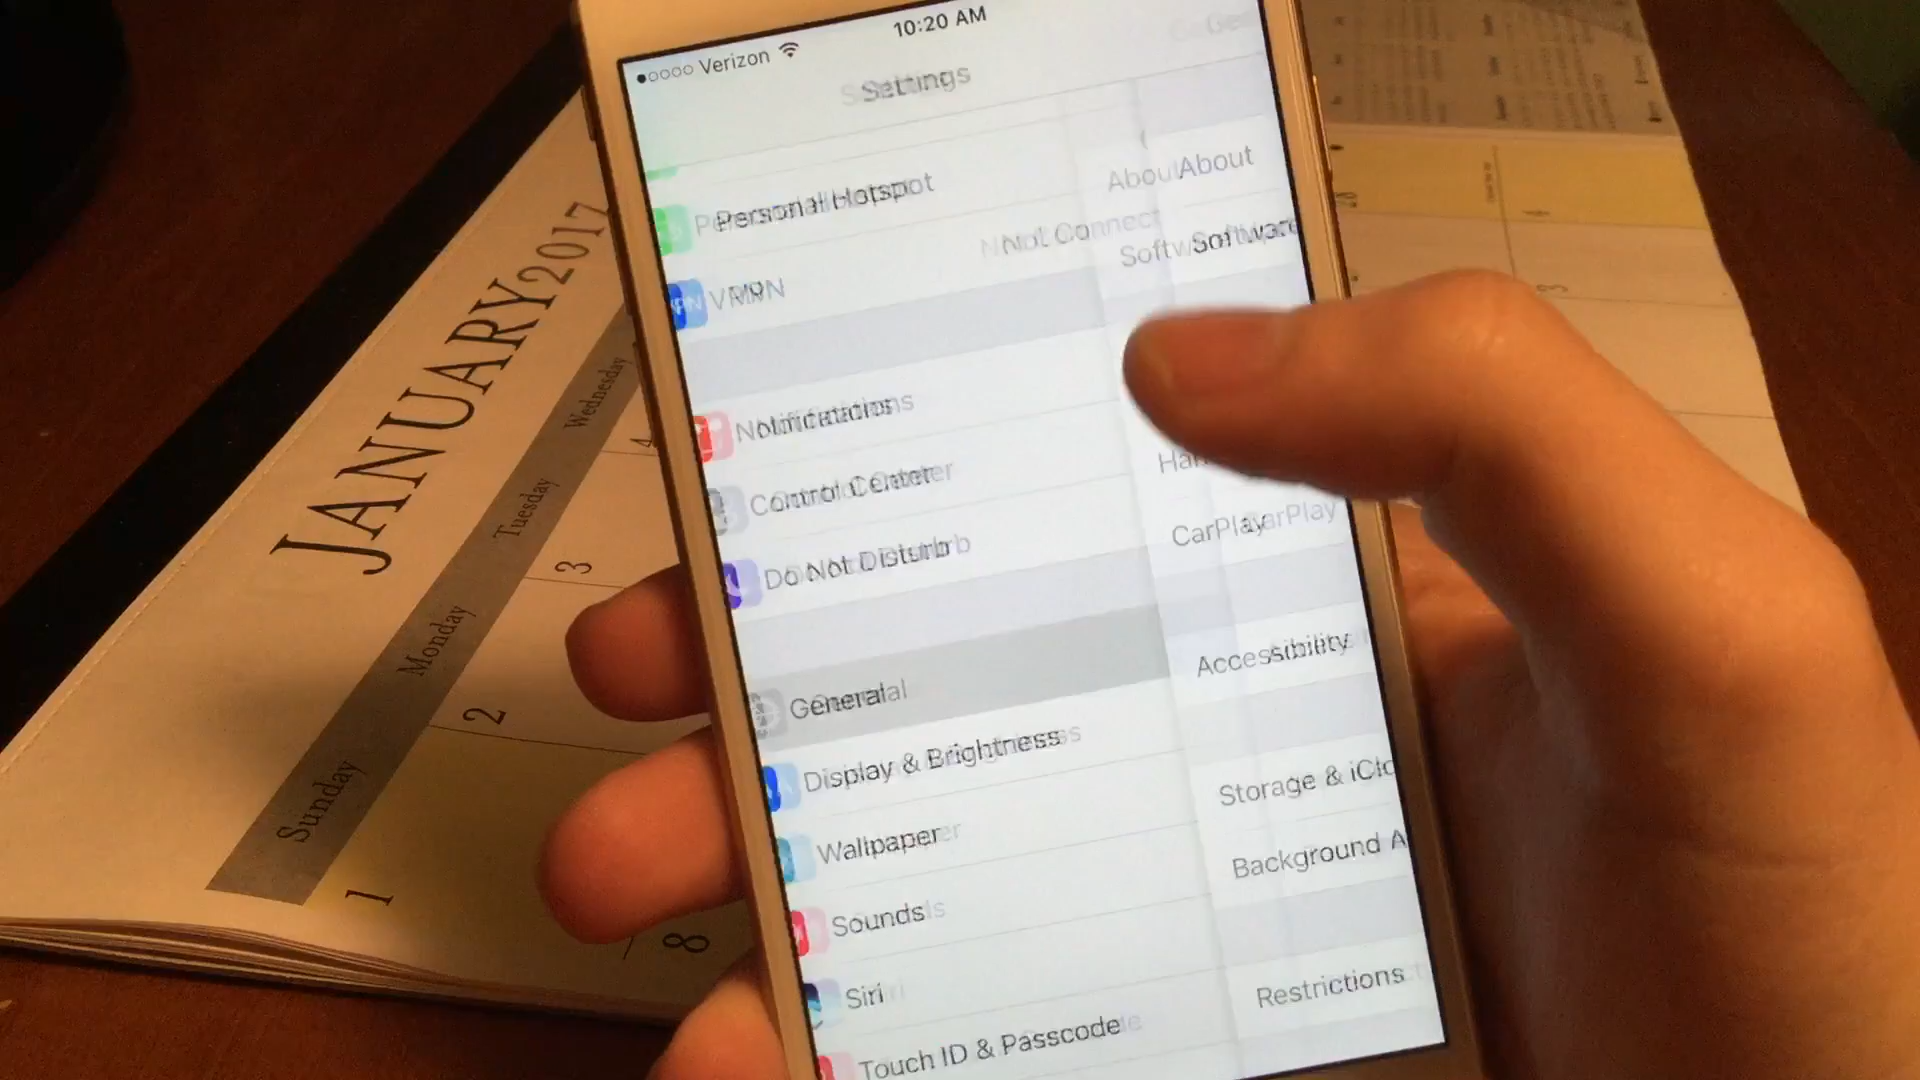 10:20 AM
Verizon
Settings
Personal Hotspot
Not Connect
VPN
Notifications
Control Center
Do Not Disturb
General
Display & Brightness
Wallpaper
Sounds
Siri
Touch ID & Passcode
About
Software
CarPlay
Accessibility
Storage & iClo
Background A
Restrictions
JANUARY 2017
Sunday
Monday
Tuesday
Wednesday
1
2
3
4
8